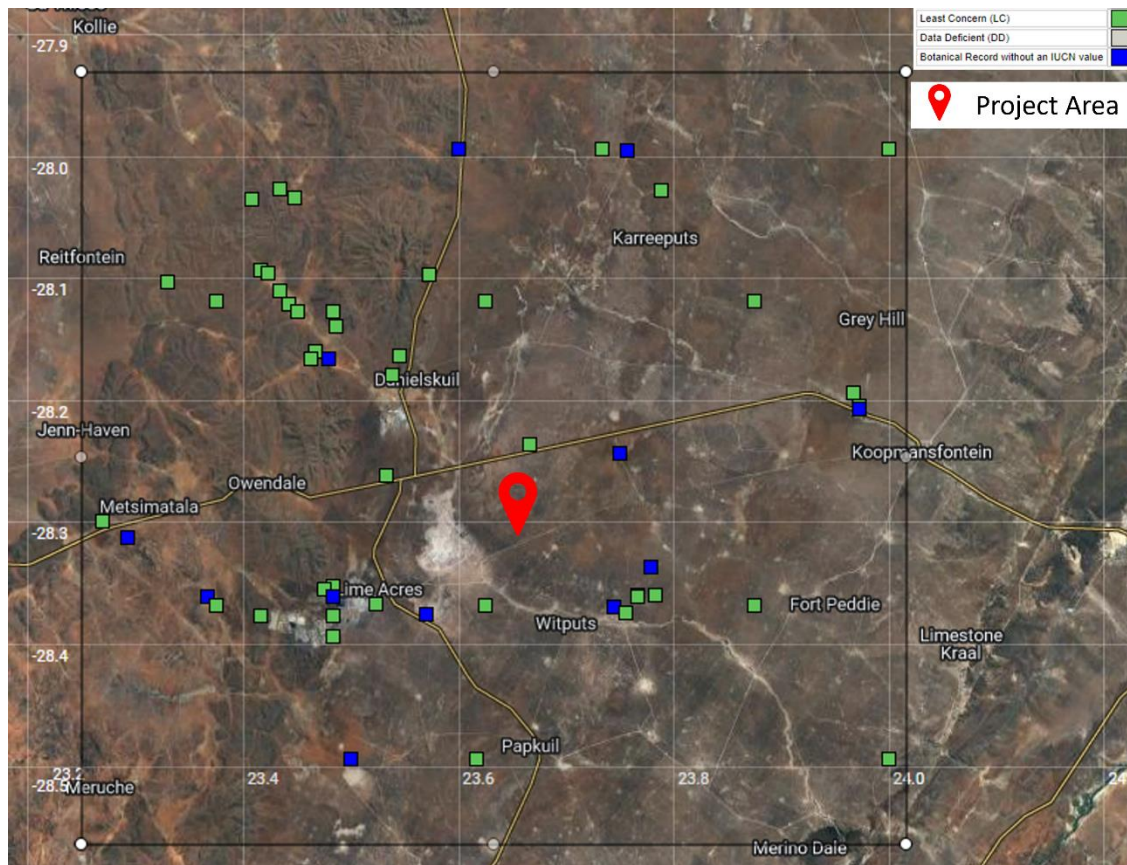 Kollie
Least Concern (LC)
Data Deficient (DD)
Botanical Record without an IUCN value
-27.9
Project Area
-28.0
Karreeputs
Reitfontein
-28.1
Grey Hill
Danielskuil
-28.2
Jenn-Haven
Koopmansfontein
Owendale
Metsimatala
-28.3
Lime Acres
Fort Peddie
Witputs
Limestone
Kraal
-28.4
Papkuil
23.2
23.4
23.6
23.8
24.0
-28.5
Meruche
Merino Dale